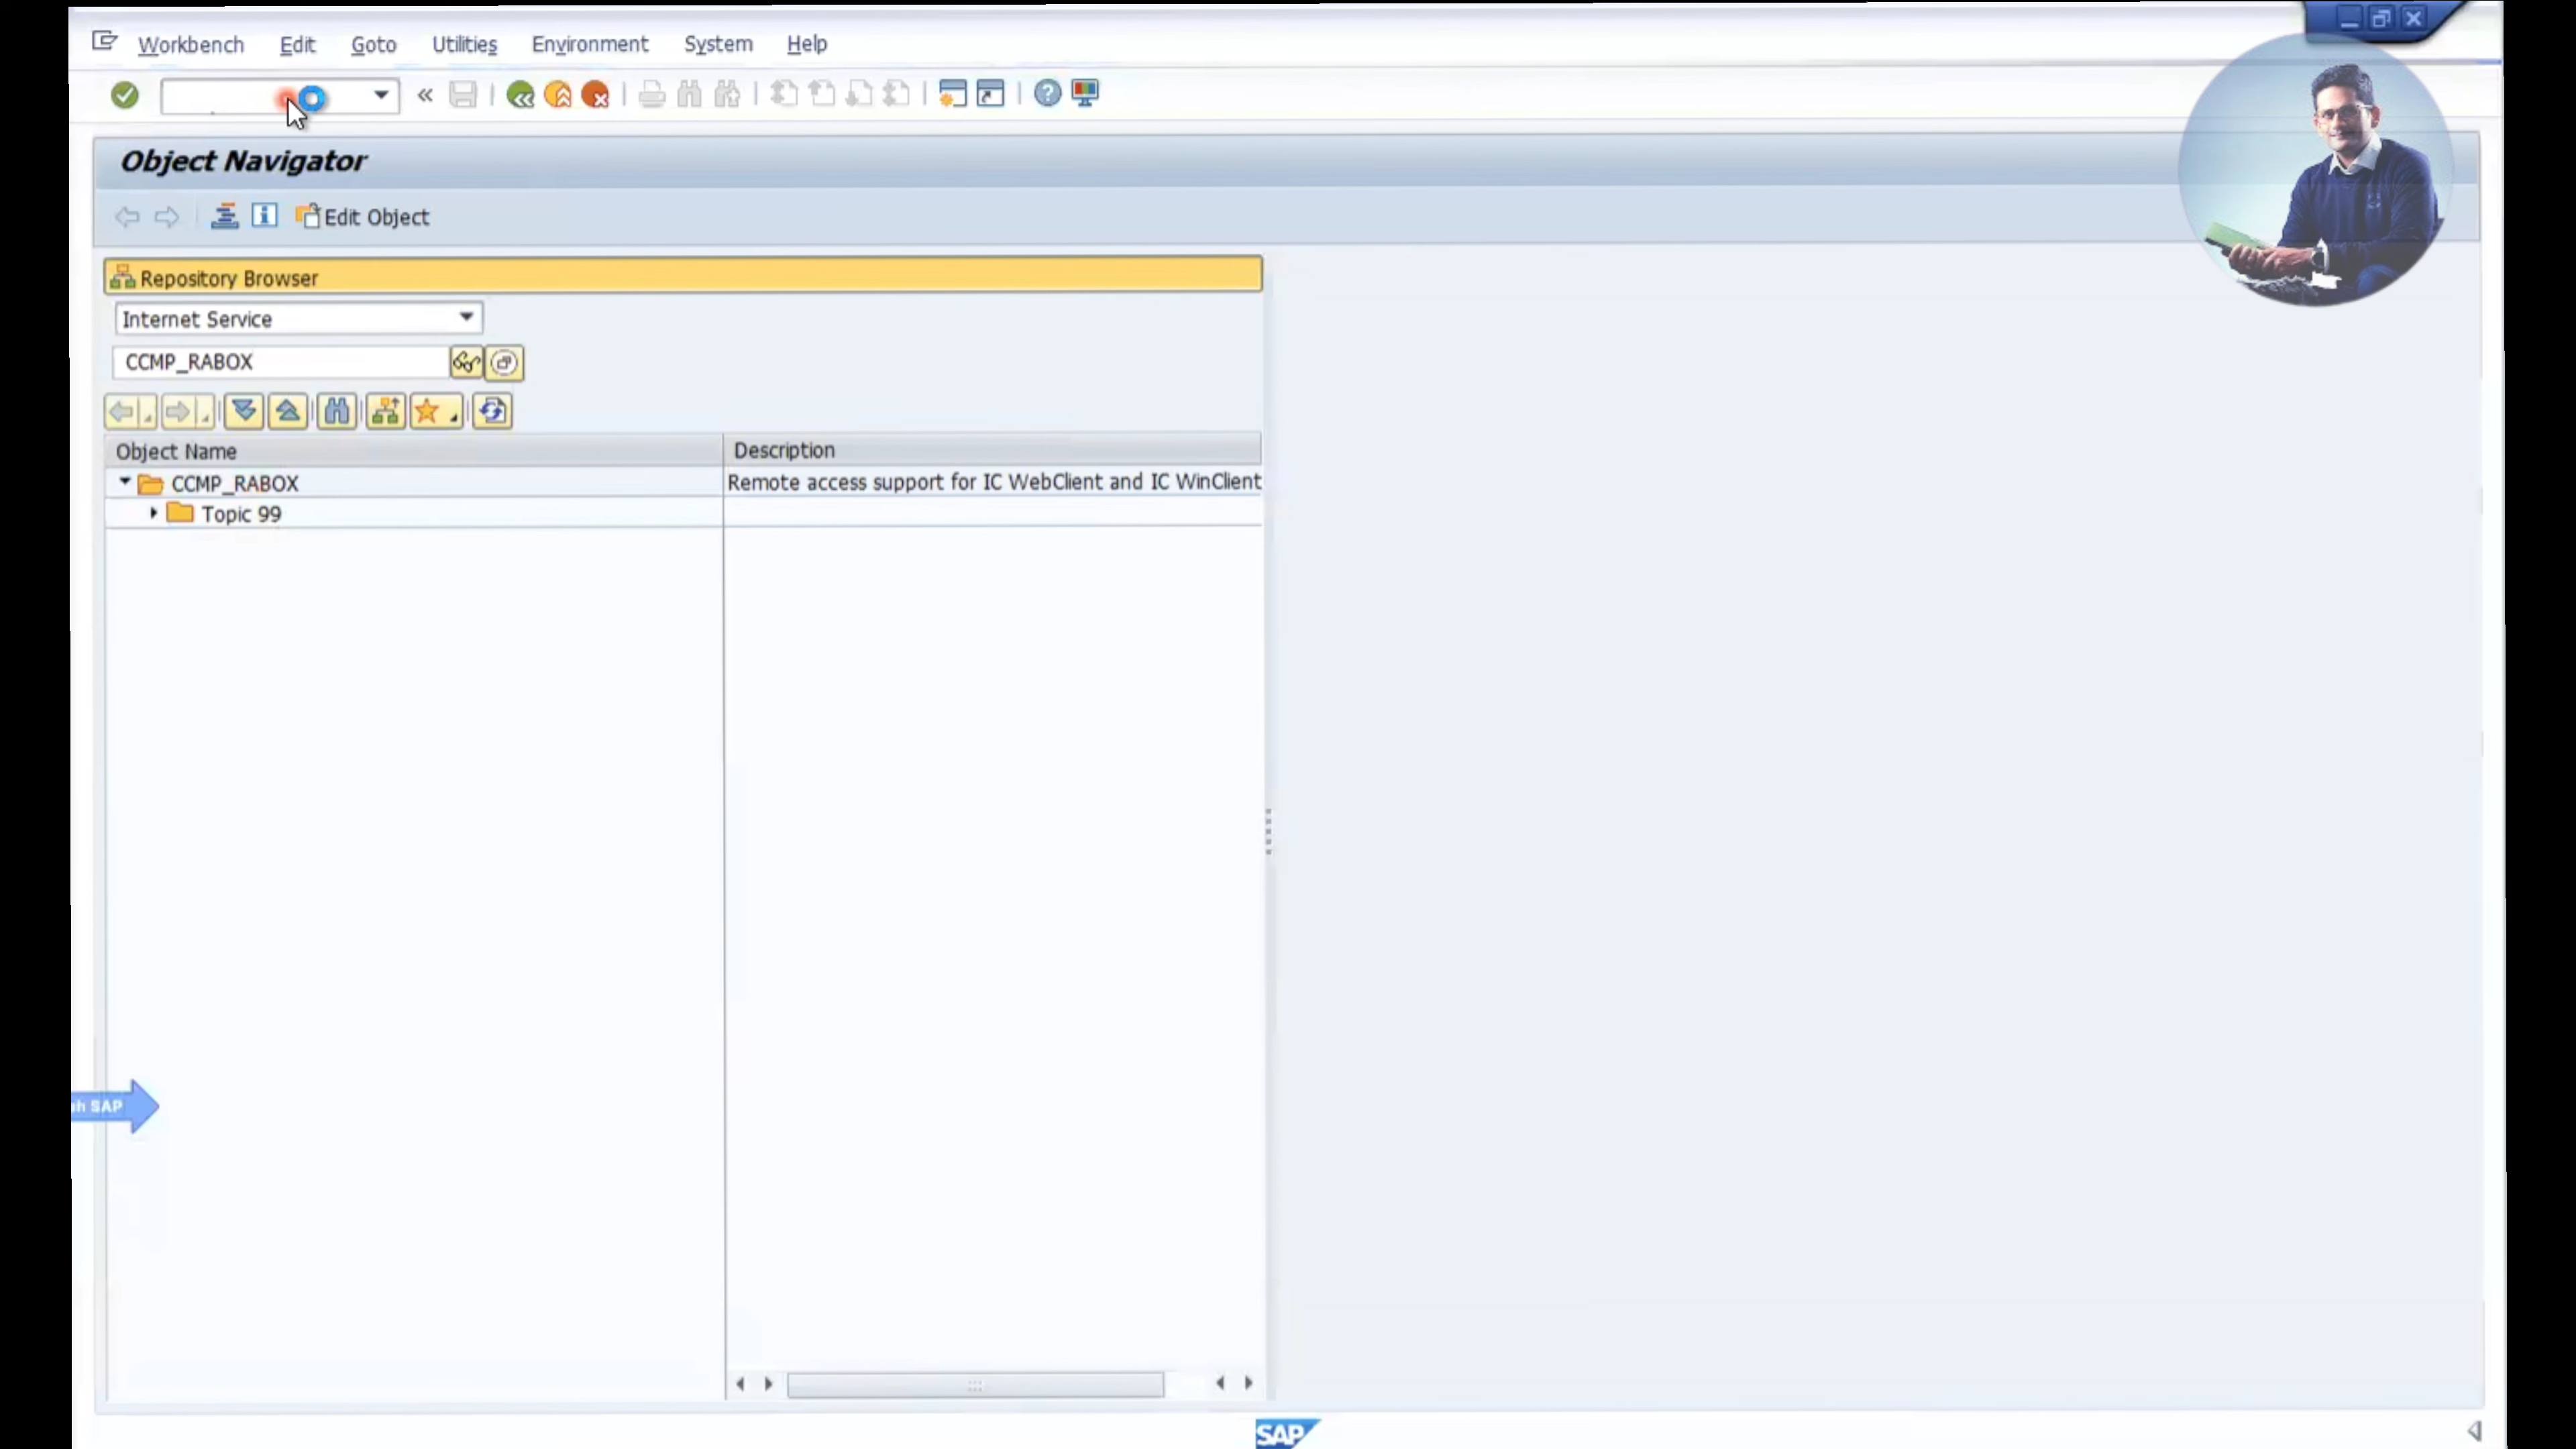 Workbench Edit Goto Utilities Environment System Help
Object Navigator
Edit Object
Repository Browser
Internet Service
CCMP_RABOX
Object Name Description
CCMP_RABOX Remote access support for IC WebClient and IC WinClient
Topic 99
SAP
SAP